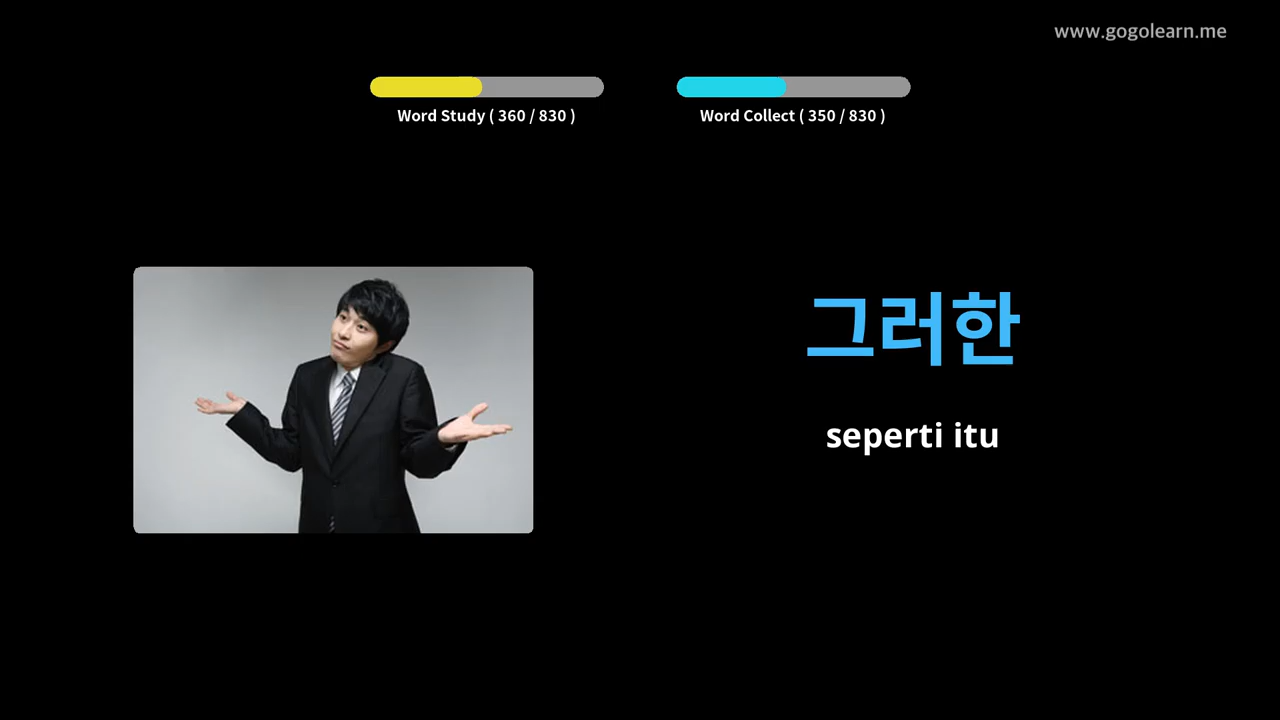 www.gogolearn.me
Word Study ( 360 / 830 )
Word Collect ( 350 / 830 )
그러한
seperti itu